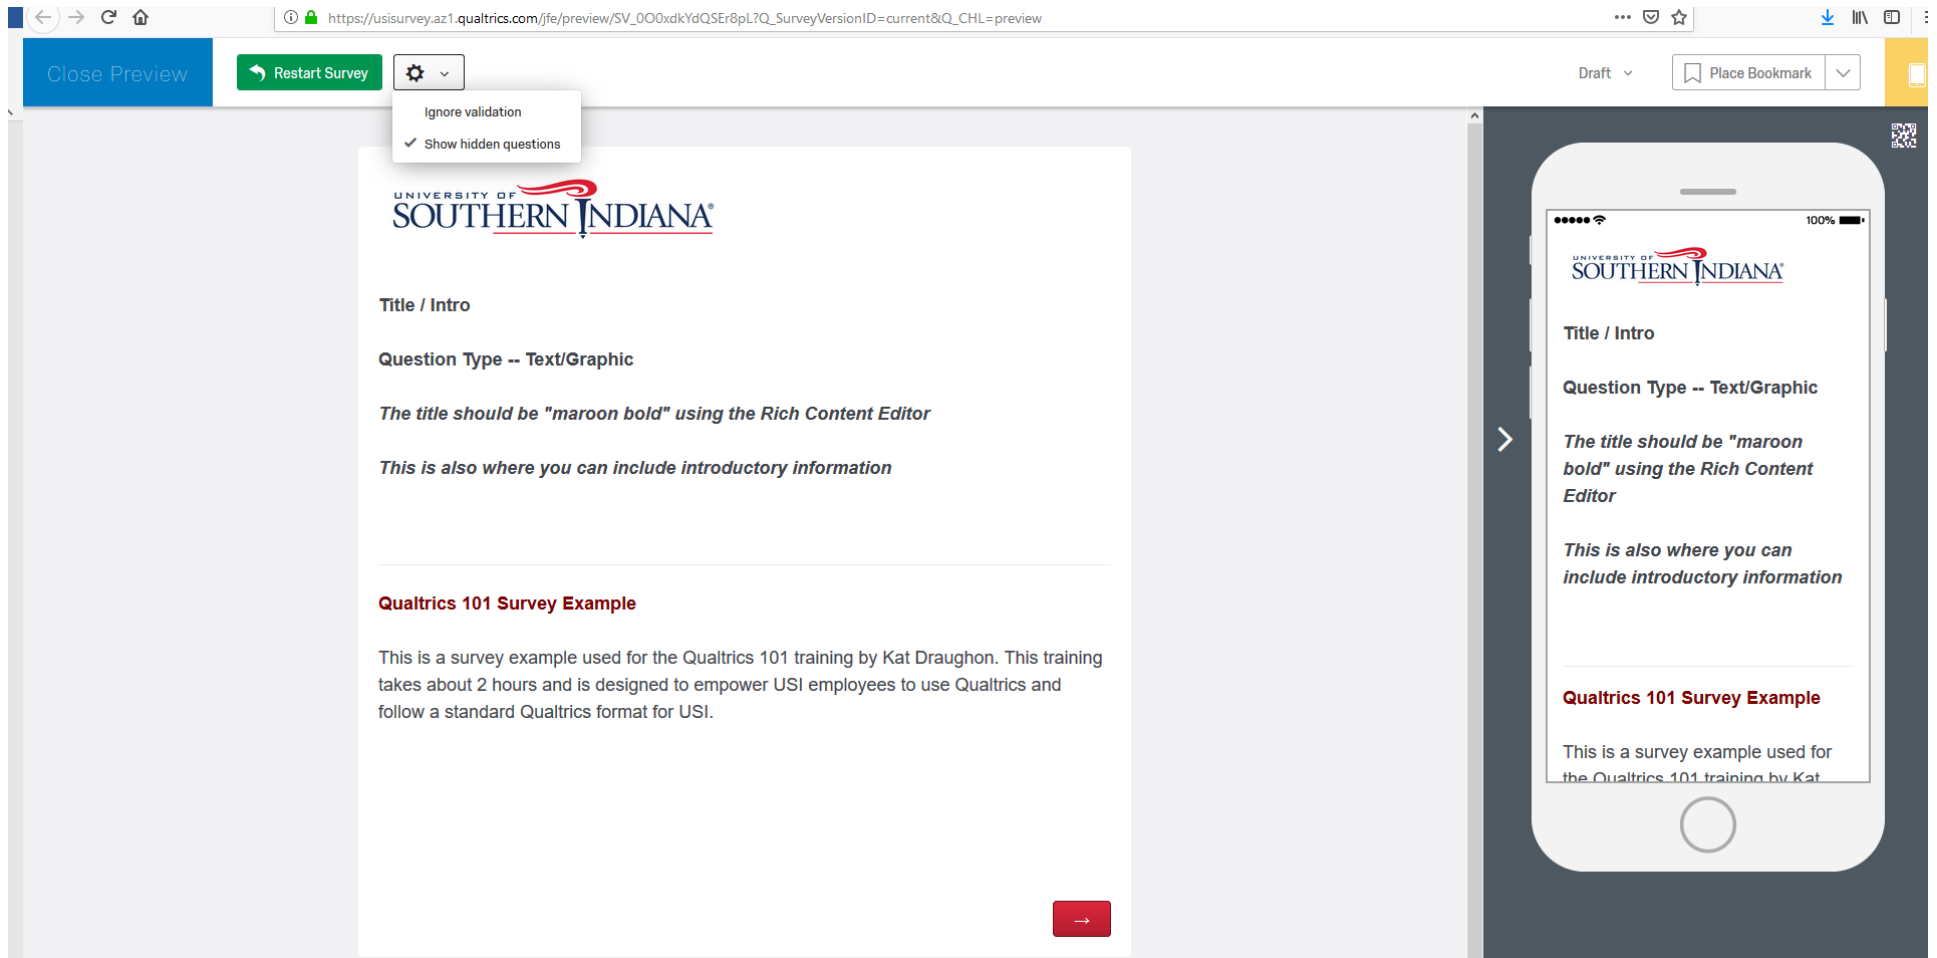 https://usisurvey.az1.qualtrics.com/jfe/preview/SV_0O0xdkYdQSEr8pL?Q_SurveyVersionID=current&Q_CHL=preview
Close Preview
Restart Survey
Draft
Place Bookmark
Ignore validation
Show hidden questions
UNIVERSITY OF
SOUTHERN INDIANA®
Title / Intro
Question Type -- Text/Graphic
The title should be "maroon bold" using the Rich Content Editor
This is also where you can include introductory information
Qualtrics 101 Survey Example
This is a survey example used for the Qualtrics 101 training by Kat Draughon. This training
takes about 2 hours and is designed to empower USI employees to use Qualtrics and
follow a standard Qualtrics format for USI.
→
100%
UNIVERSITY OF
SOUTHERN INDIANA®
Title / Intro
Question Type -- Text/Graphic
The title should be "maroon
bold" using the Rich Content
Editor
This is also where you can
include introductory information
Qualtrics 101 Survey Example
This is a survey example used for
the Qualtrics 101 training by Kat